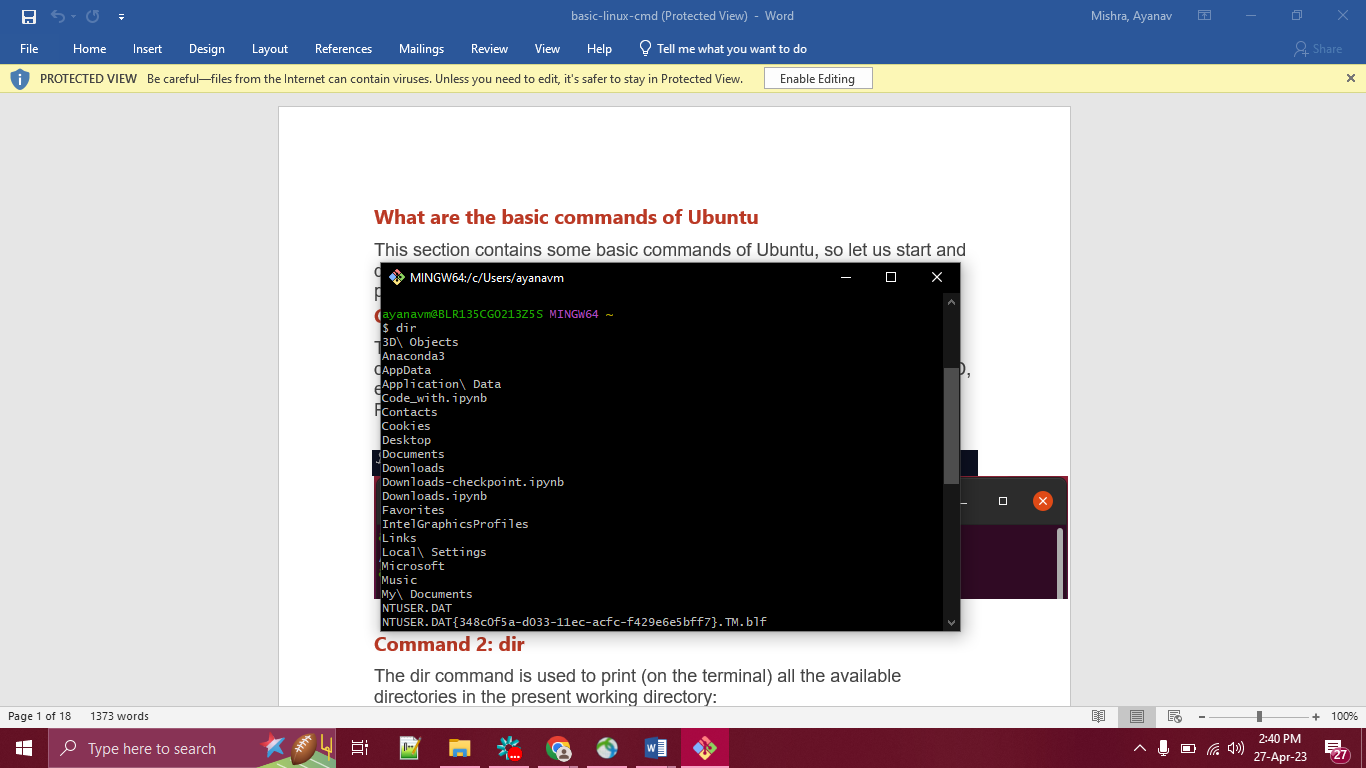 basic-linux-cmd (Protected View) - Word
Mishra, Ayanav
File Home Insert Design Layout References Mailings Review View Help Tell me what you want to do Share
PROTECTED VIEW Be careful—files from the Internet can contain viruses. Unless you need to edit, it's safer to stay in Protected View. Enable Editing
What are the basic commands of Ubuntu
This section contains some basic commands of Ubuntu, so let us start and
MINGW64:/c/Users/ayanavm
ayanavm@BLR135CG0213Z5S MINGW64 ~
$ dir
3D\ Objects
Anaconda3
AppData
Application\ Data
Code_with.ipynb
Contacts
Cookies
Desktop
Documents
Downloads
Downloads-checkpoint.ipynb
Downloads.ipynb
Favorites
IntelGraphicsProfiles
Links
Local\ Settings
Microsoft
Music
My\ Documents
NTUSER.DAT
NTUSER.DAT{348c0f5a-d033-11ec-acfc-f429e6e5bff7}.TM.blf
Command 2: dir
The dir command is used to print (on the terminal) all the available
directories in the present working directory:
Page 1 of 18 1373 words 100%
Type here to search
2:40 PM
27-Apr-23
27